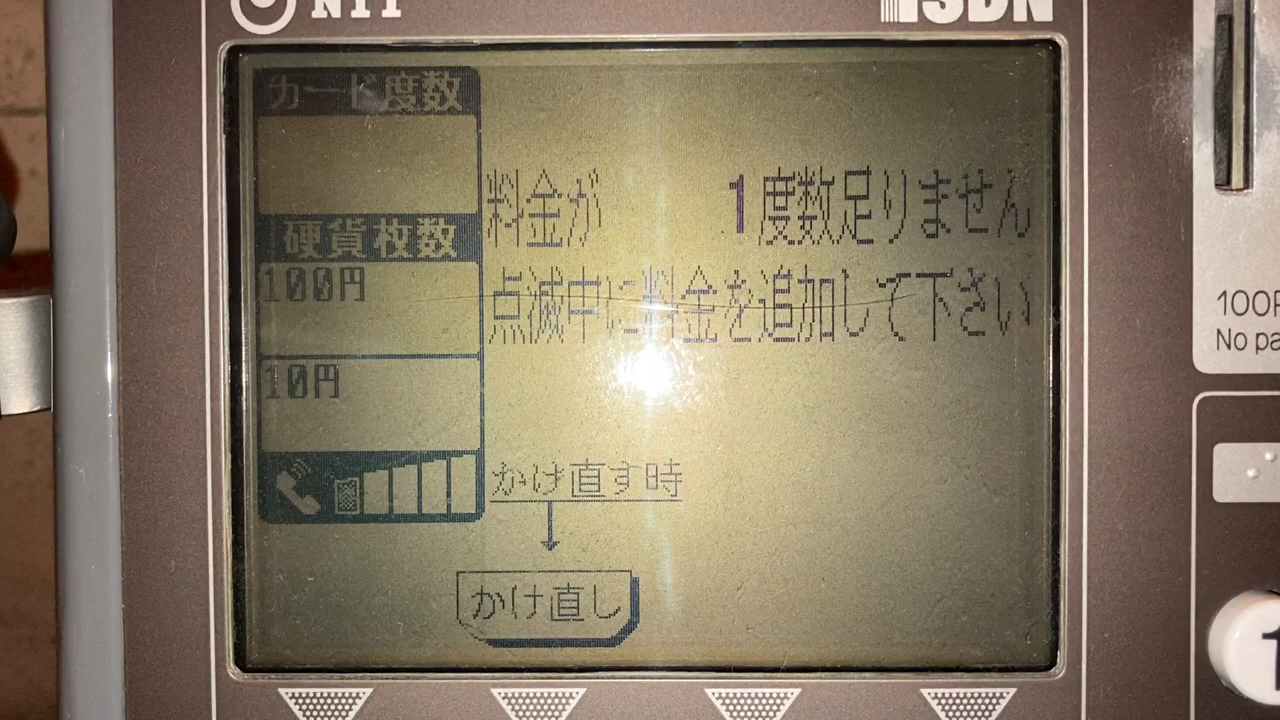 NTT
ISDN
カード度数
料金が 1度数足りません
硬貨枚数
100円
点滅中に料金を追加して下さい
10円
かけ直す時
かけ直し
No pa
1